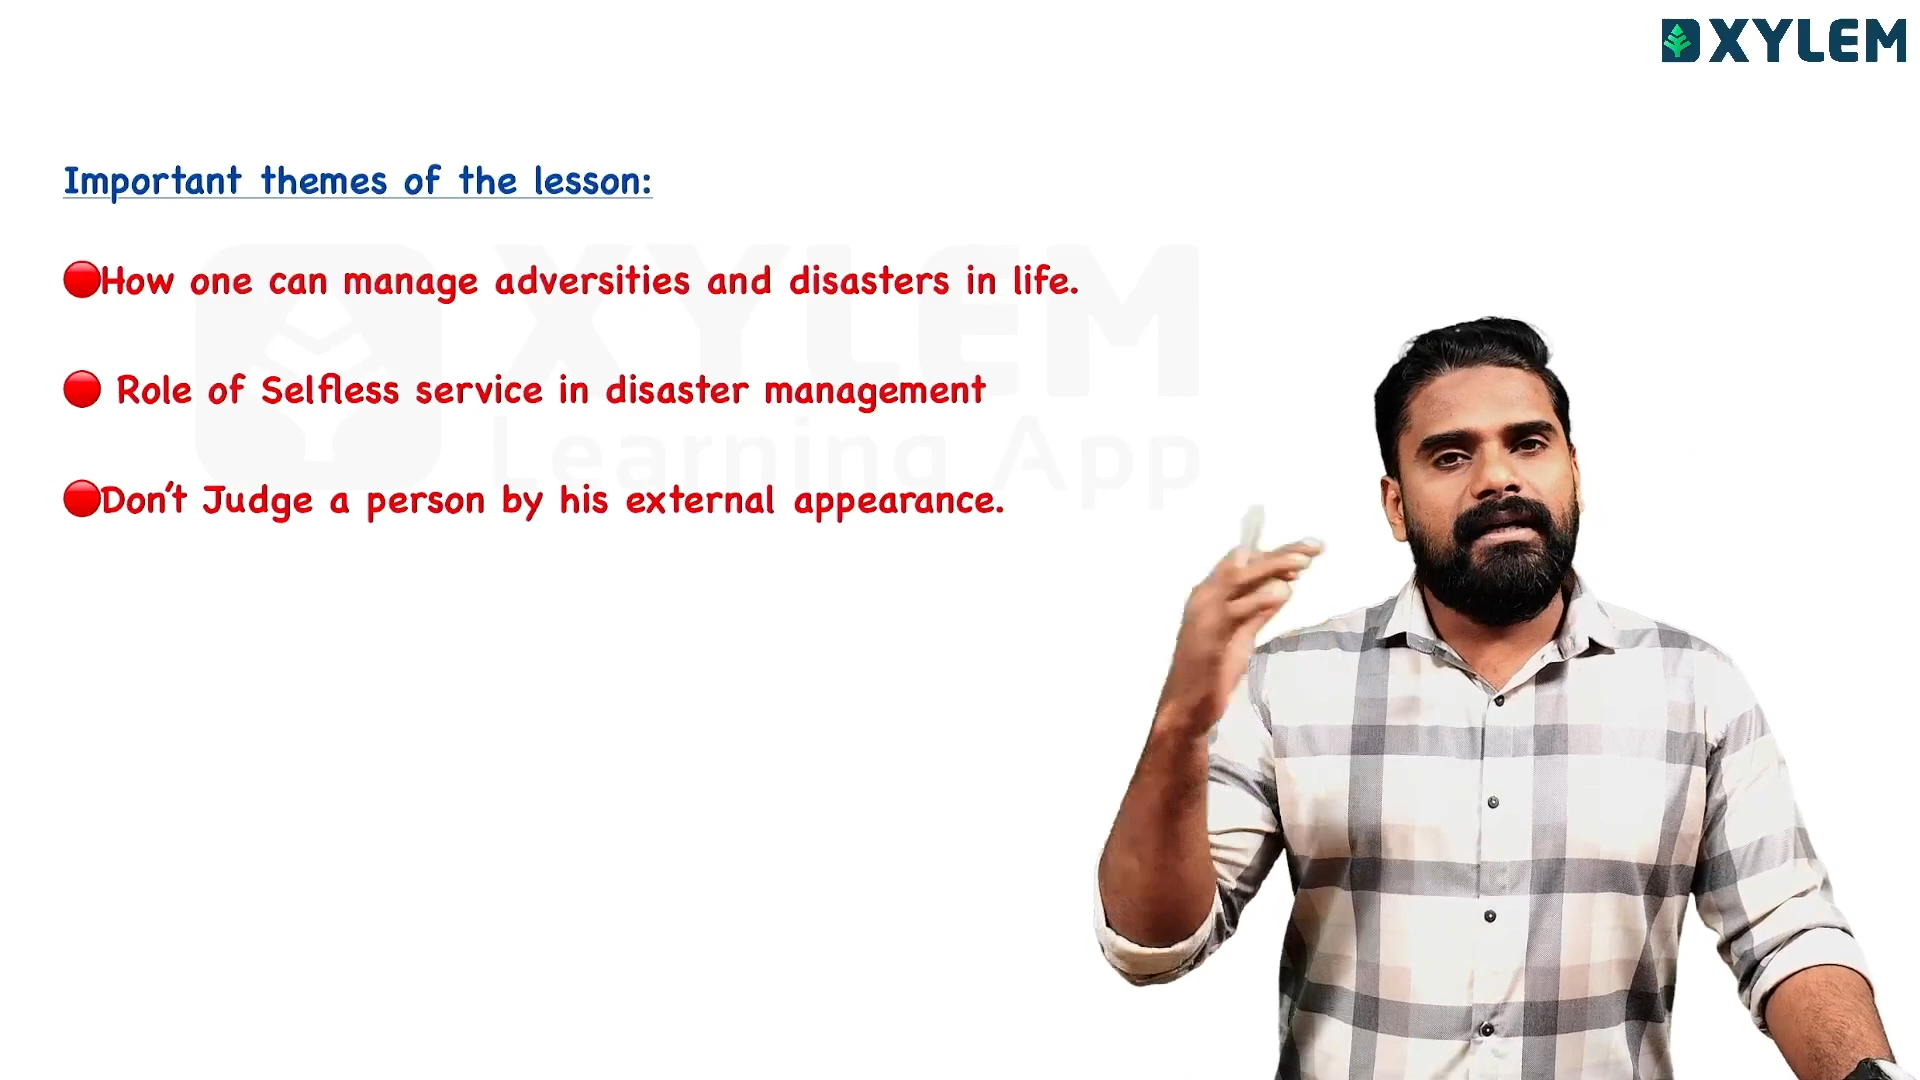 XYLEM
Important themes of the lesson:
XYLEM
Learning App
🔴How one can manage adversities and disasters in life.
🔴 Role of Selfless service in disaster management
🔴Don't Judge a person by his external appearance.